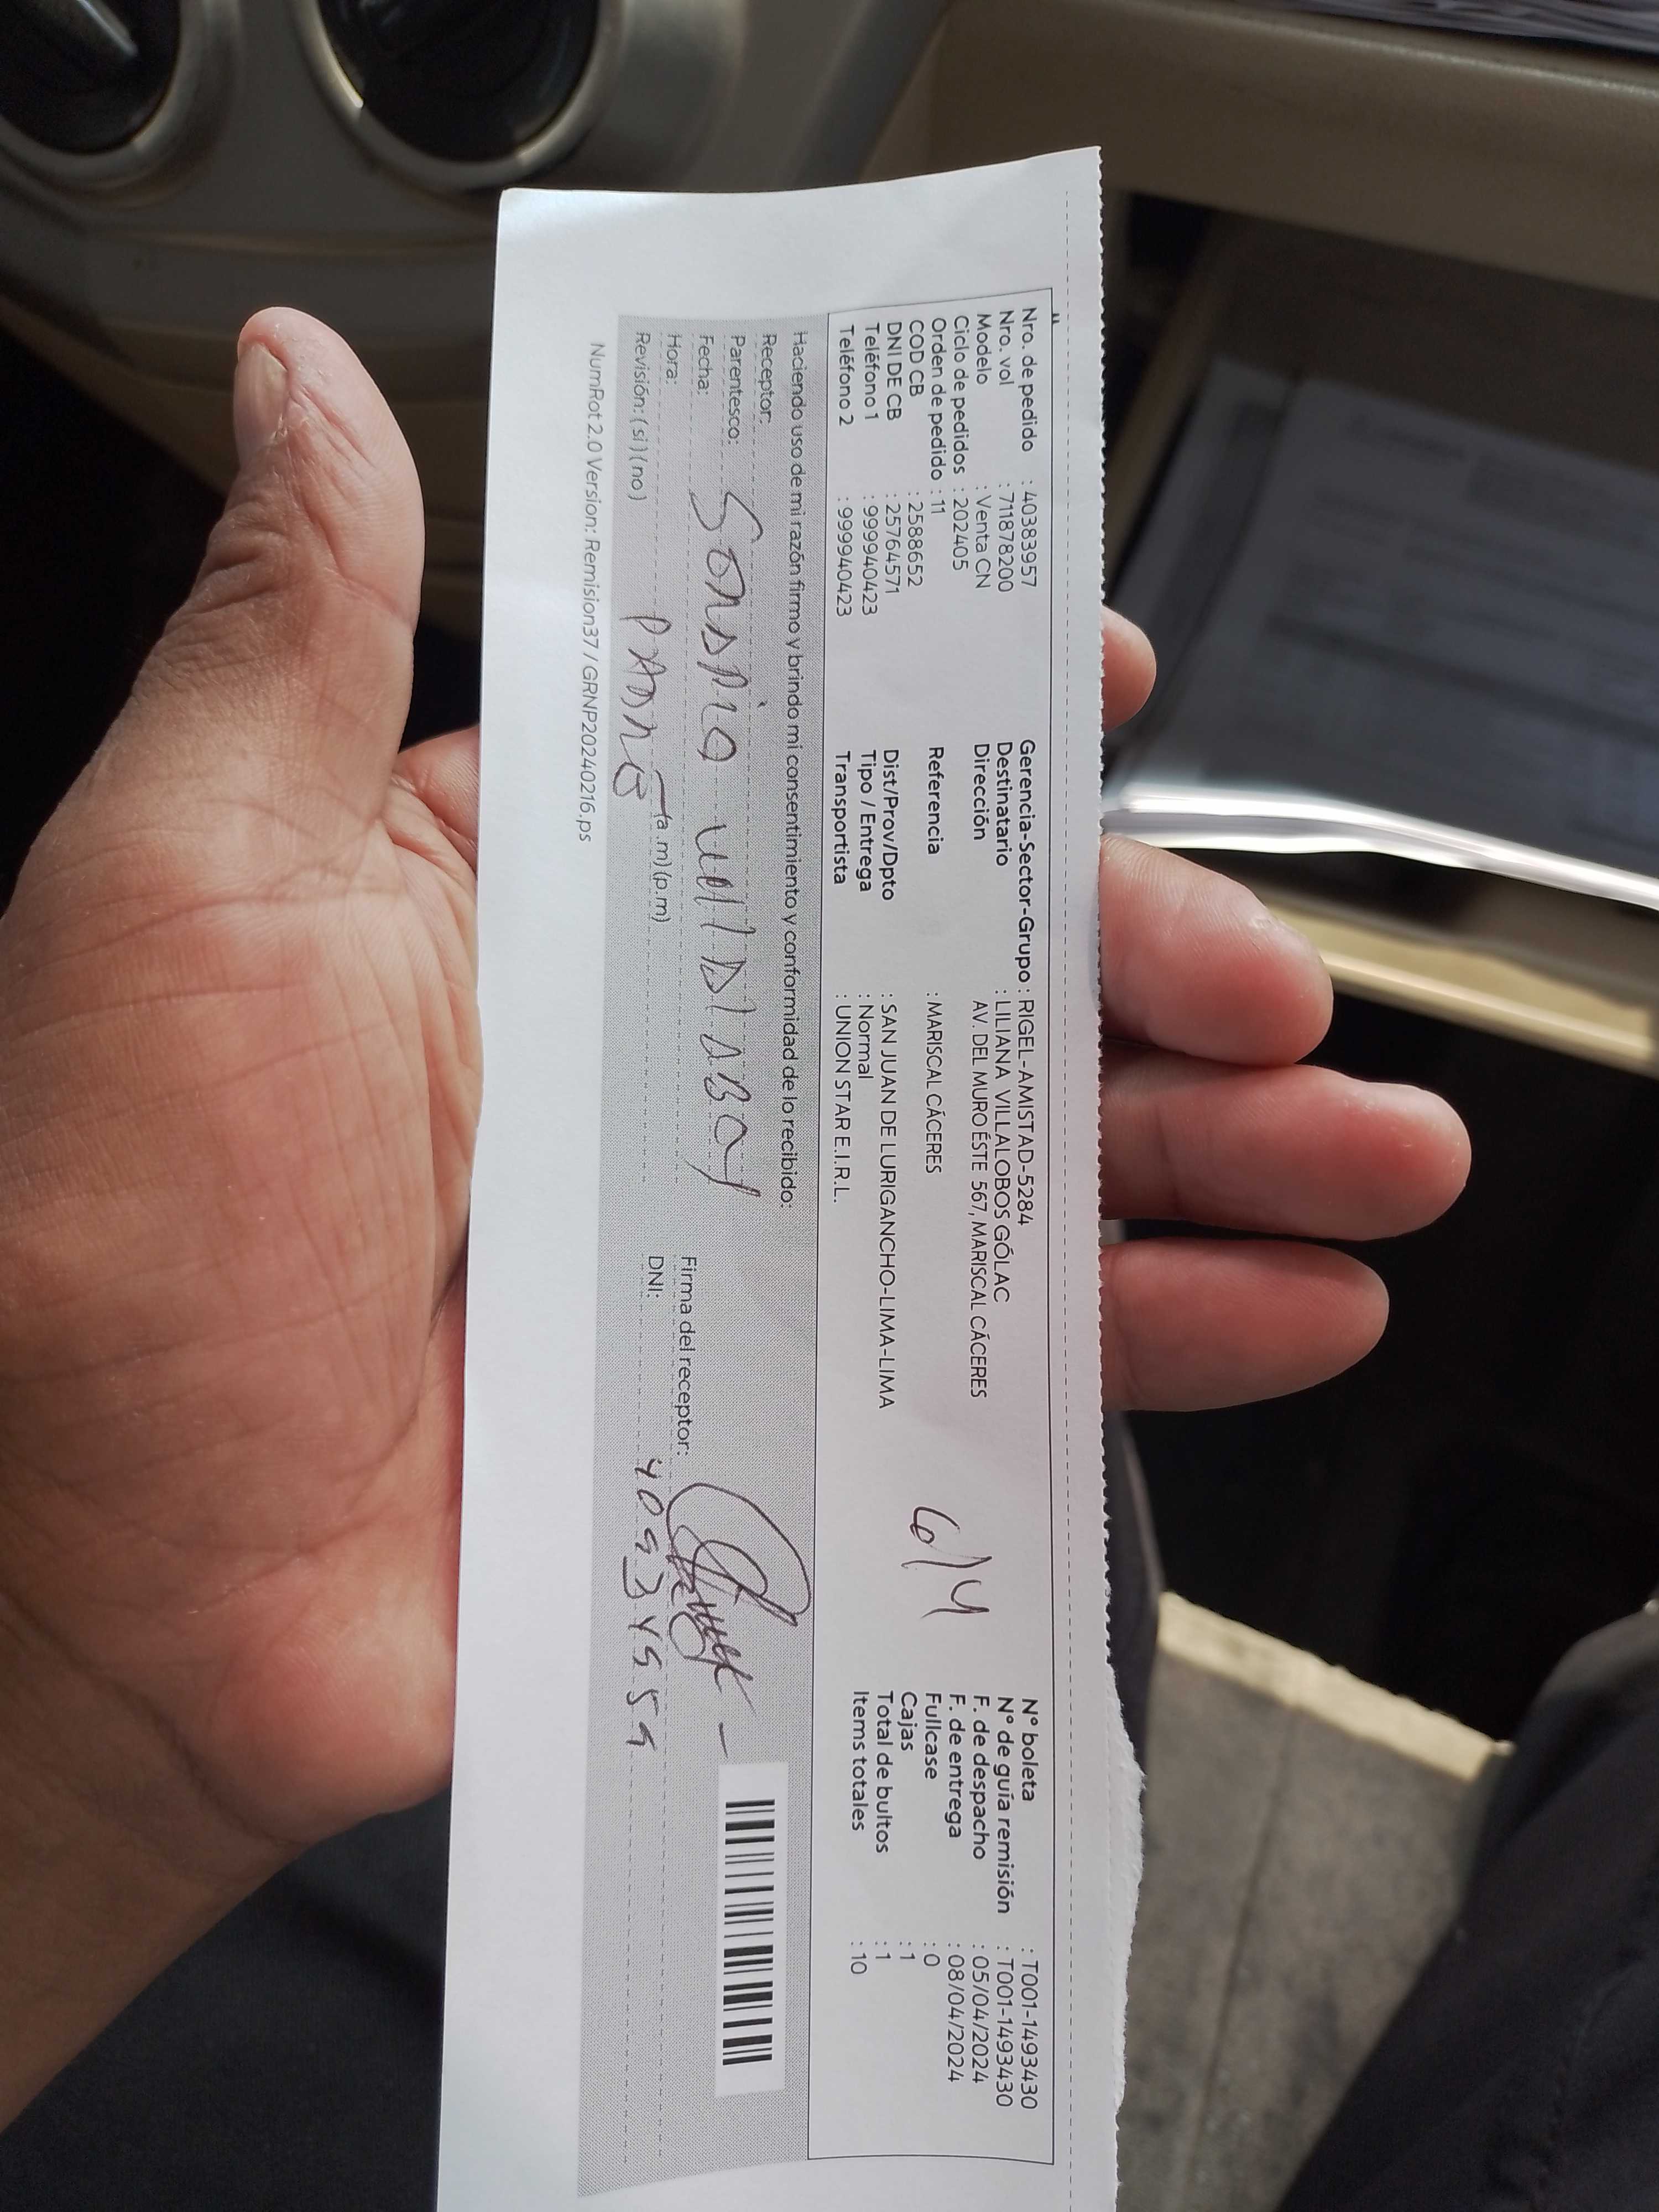 Nro. de pedido : 40383957
Nro. vol : 711878200
Modelo : Venta CN
Ciclo de pedidos : 202405
Orden de pedido : 11
COD CB : 2588652
DNI DE CB : 25764571
Teléfono 1 : 999940423
Teléfono 2 : 999940423
Gerencia-Sector-Grupo : RIGEL-AMISTAD-5284
Destinatario : LILIANA VILLALOBOS GÓLAC
Dirección AV. DEL MURO ÉSTE 567, MARISCAL CÁCERES
Referencia : MARISCAL CÁCERES
Dist/Prov/Dpto : SAN JUAN DE LURIGANCHO-LIMA-LIMA
Tipo / Entrega : Normal
Transportista : UNION STAR E.I.R.L.
6/4
N° boleta : T001-1493430
N° de guía remisión : T001-1493430
F. de despacho : 05/04/2024
F. de entrega : 08/04/2024
Fullcase : 0
Cajas : 1
Total de bultos : 1
Items totales : 10
Haciendo uso de mi razón firmo y brindo mi consentimiento y conformidad de lo recibido:
Receptor:
Parentesco:
Fecha:
Hora: (a.m) (p.m)
Revisión: (si) (no)
Firma del receptor:
DNI: 40934559
NumRot 2.0 Version: Remision37 / GRNP20240216.ps